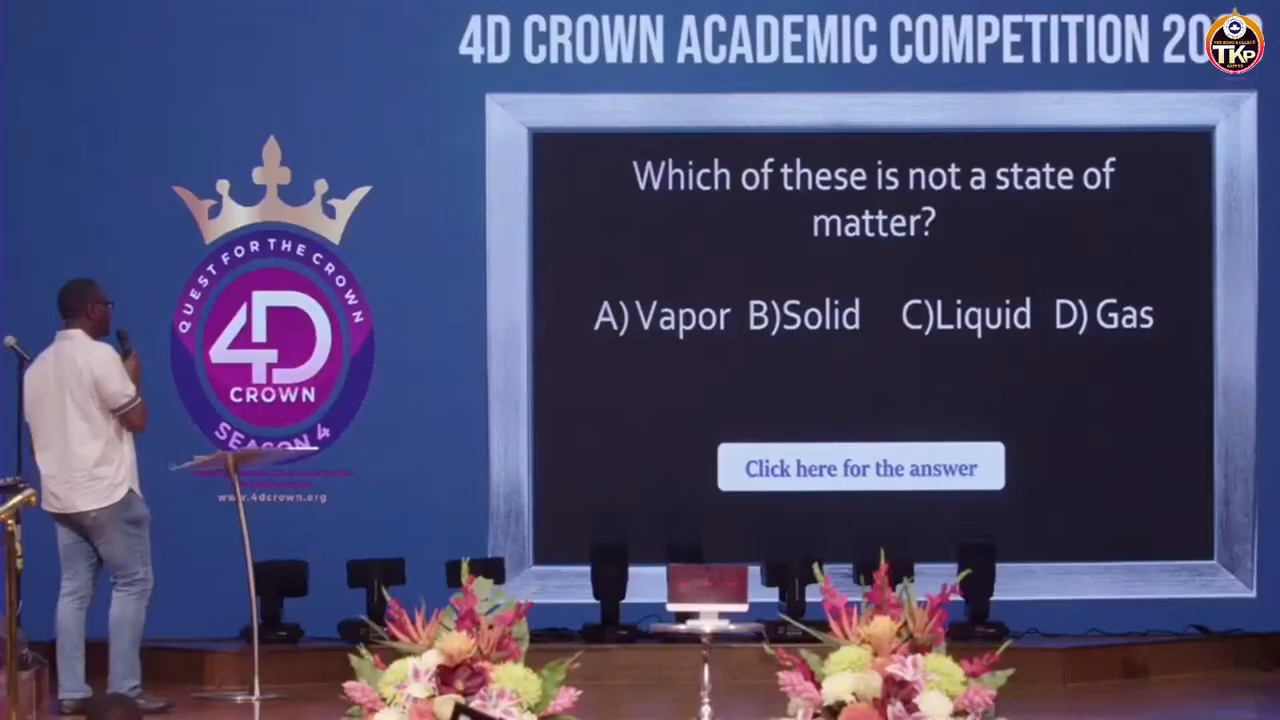 4D CROWN ACADEMIC COMPETITION
TKP
Which of these is not a state of
matter?
A) Vapor B)Solid C)Liquid D) Gas
Click here for the answer
QUEST FOR THE CROWN
4D
CROWN
SEASON 4
www.4dcrown.org